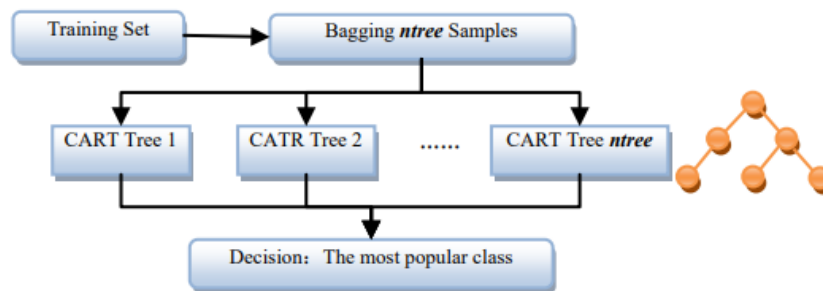 Training Set
Bagging ntree Samples
CART Tree 1
CATR Tree 2
......
CART Tree ntree
Decision：The most popular class